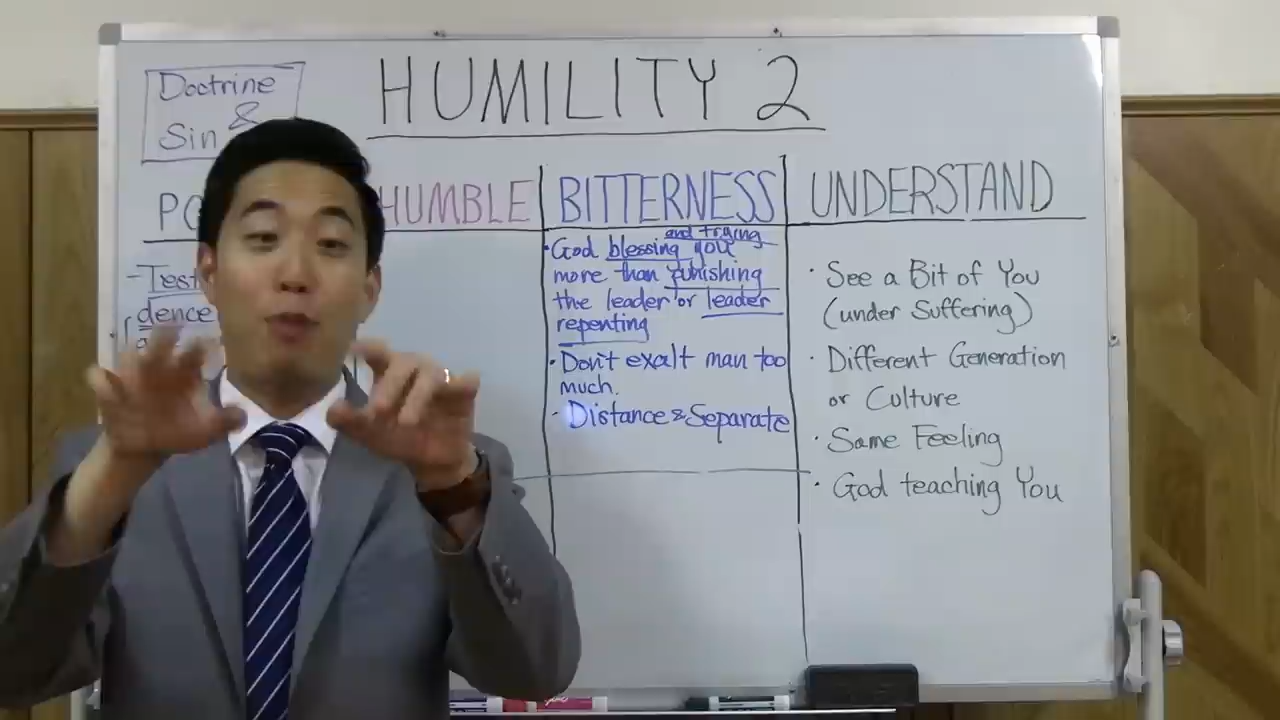 Doctrine
&
Sin
HUMILITY 2
HUMBLE
BITTERNESS
UNDERSTAND
and trying
· God blessing you
more than punishing
the leader or leader
repenting
· Don't exalt man too
much.
· Distance & Separate
· See a Bit of You
(under Suffering)
· Different Generation
or Culture
· Same Feeling
· God teaching You